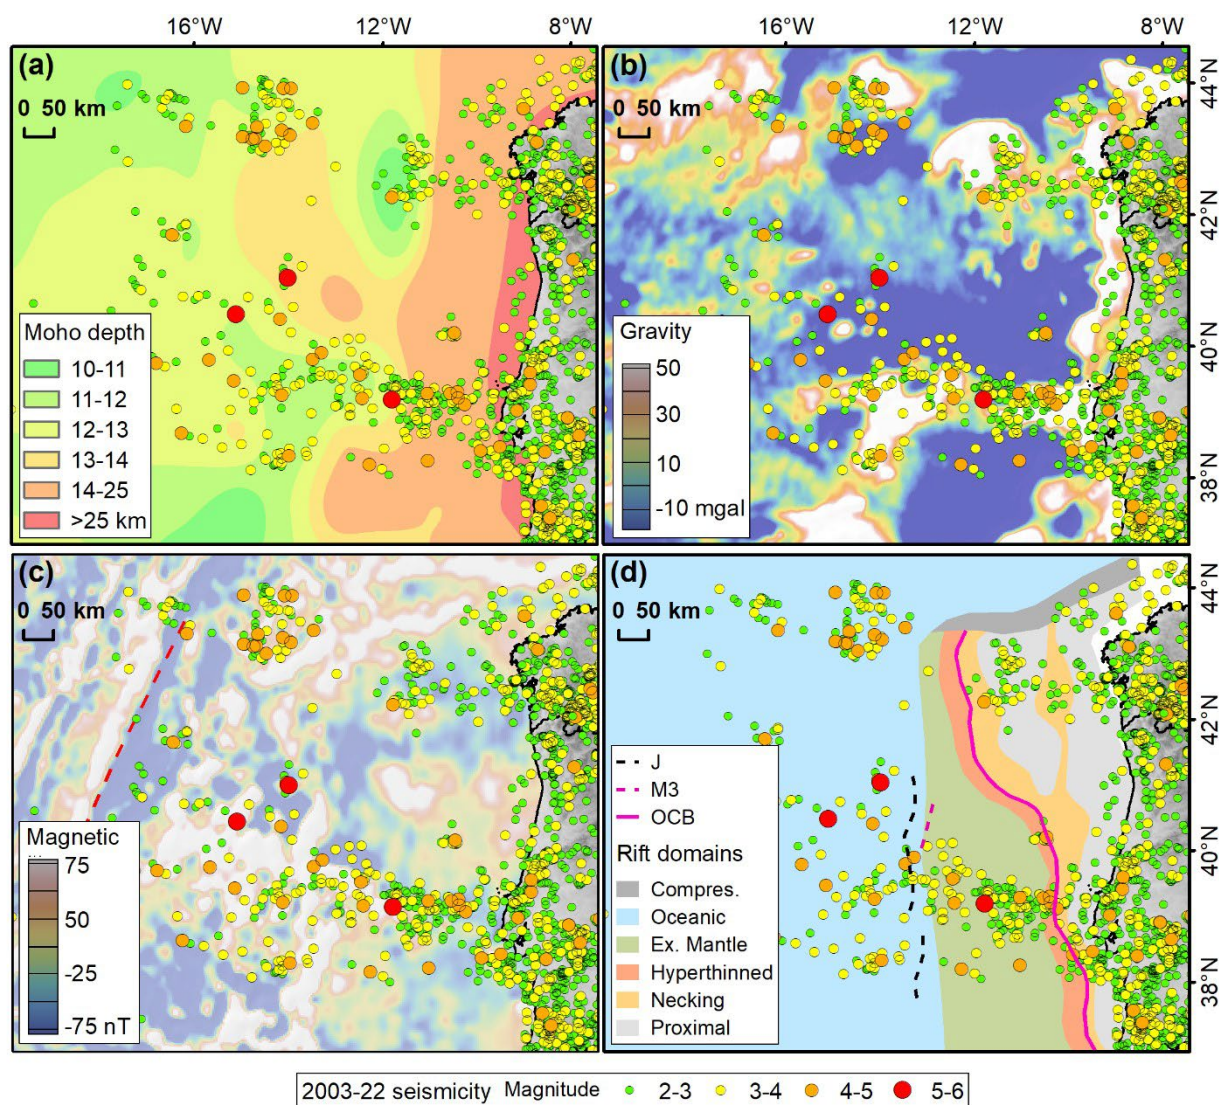 16°W 12°W 8°W 16°W 12°W 8°W
(a)
0 50 km
Moho depth
10-11
11-12
12-13
13-14
14-25
>25 km
(b)
0 50 km
Gravity
50
30
10
-10 mgal
44°N
42°N
40°N
38°N
(c)
0 50 km
Magnetic
75
50
-25
-75 nT
(d)
0 50 km
J
M3
OCB
Rift domains
Compres.
Oceanic
Ex. Mantle
Hyperthinned
Necking
Proximal
44°N
42°N
40°N
38°N
2003-22 seismicity Magnitude 2-3 3-4 4-5 5-6